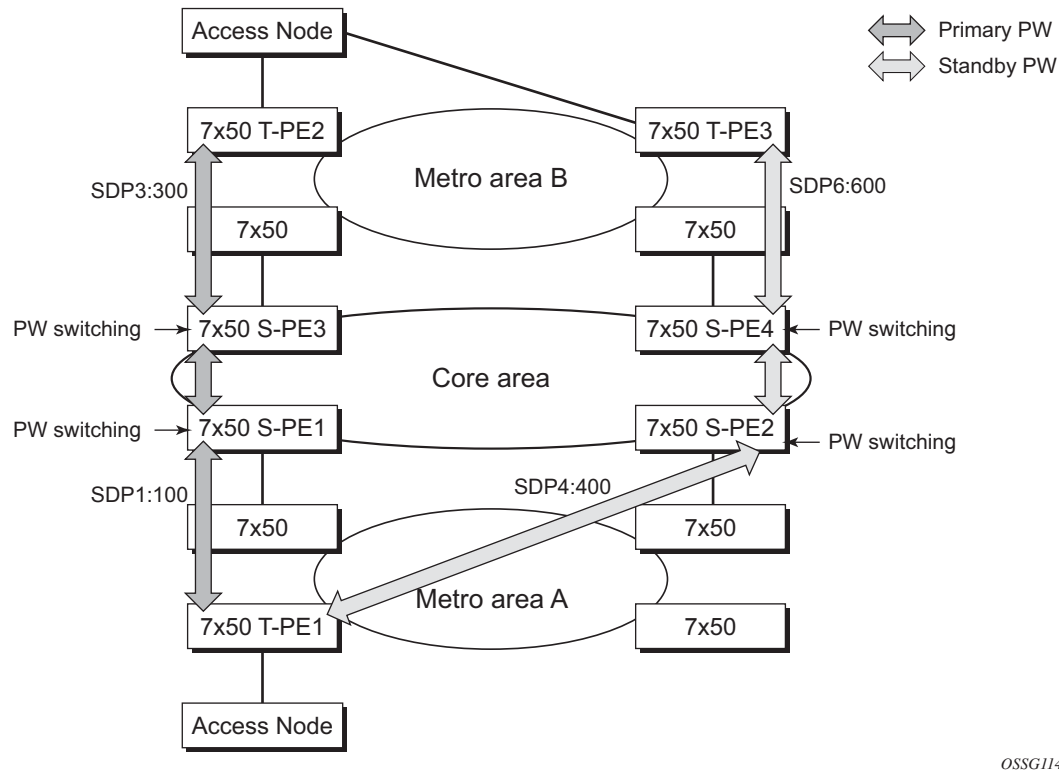 Access Node
Primary PW
Standby PW
7x50 T-PE2
7x50 T-PE3
Metro area B
SDP3:300
SDP6:600
7x50
7x50
PW switching
7x50 S-PE3
7x50 S-PE4
PW switching
Core area
PW switching
7x50 S-PE1
7x50 S-PE2
PW switching
SDP1:100
SDP4:400
7x50
7x50
Metro area A
7x50 T-PE1
7x50
Access Node